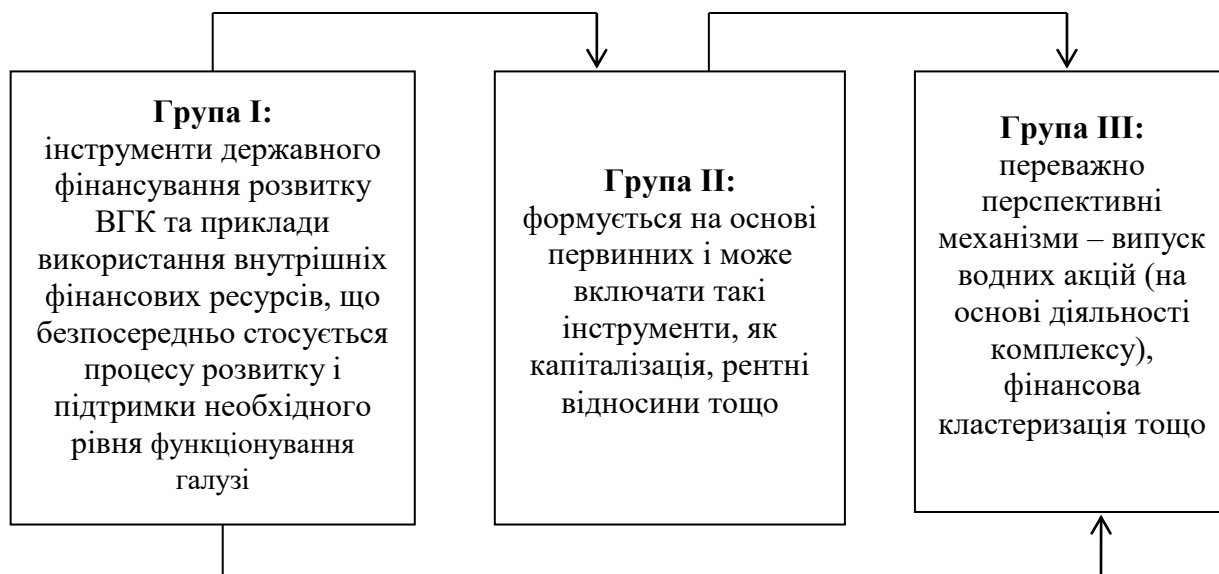 Група І:
інструменти державного
фінансування розвитку
ВГК та приклади
використання внутрішніх
фінансових ресурсів, що
безпосередньо стосується
процесу розвитку і
підтримки необхідного
рівня функціонування
галузі
Група ІІ:
формується на основі
первинних і може
включати такі
інструменти, як
капіталізація, рентні
відносини тощо
Група ІІІ:
переважно
перспективні
механізми – випуск
водних акцій (на
основі діяльності
комплексу),
фінансова
кластеризація тощо